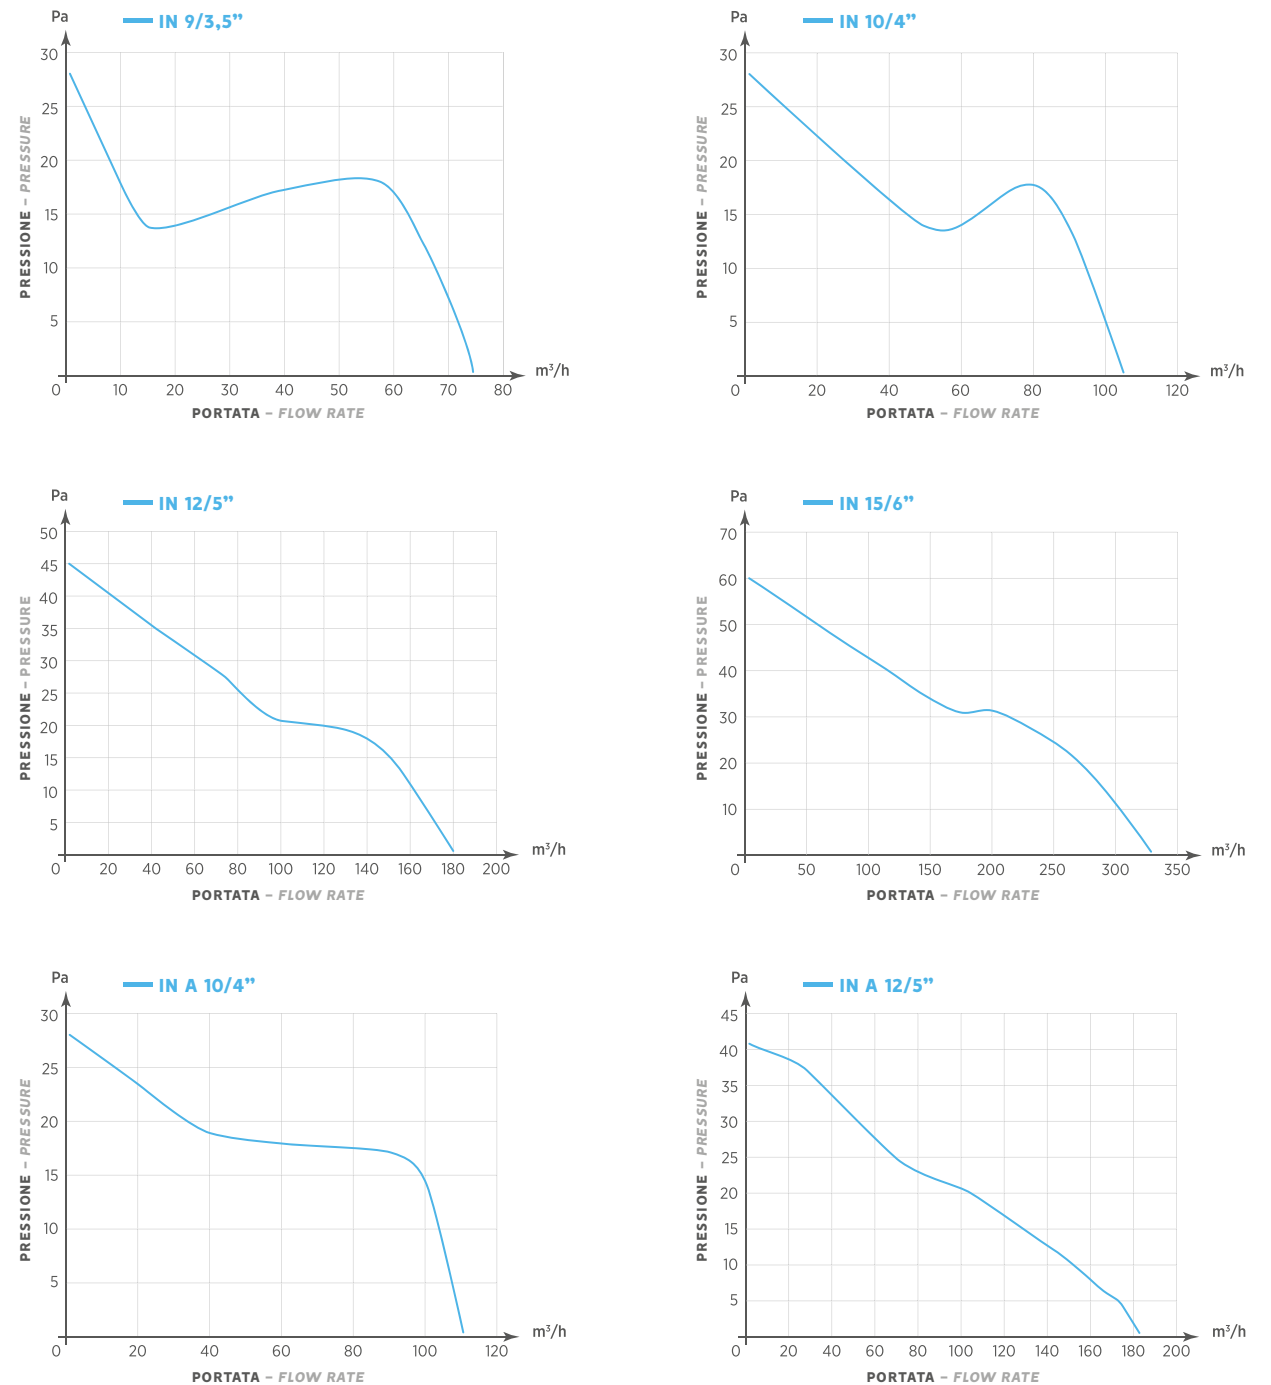 Pa
IN 9/3,5”
30
25
20
15
10
5
0 10 20 30 40 50 60 70 80
m³/h
PRESSIONE – PRESSURE
PORTATA – FLOW RATE
Pa
IN 10/4”
30
25
20
15
10
5
0 20 40 60 80 100 120
m³/h
PRESSIONE – PRESSURE
PORTATA – FLOW RATE
Pa
IN 12/5”
50
45
40
35
30
25
20
15
10
5
0 20 40 60 80 100 120 140 160 180 200
m³/h
PRESSIONE – PRESSURE
PORTATA – FLOW RATE
Pa
IN 15/6”
70
60
50
40
30
20
10
0 50 100 150 200 250 300 350
m³/h
PRESSIONE – PRESSURE
PORTATA – FLOW RATE
Pa
IN A 10/4”
30
25
20
15
10
5
0 20 40 60 80 100 120
m³/h
PRESSIONE – PRESSURE
PORTATA – FLOW RATE
Pa
IN A 12/5”
45
40
35
30
25
20
15
10
5
0 20 40 60 80 100 120 140 160 180 200
m³/h
PRESSIONE – PRESSURE
PORTATA – FLOW RATE